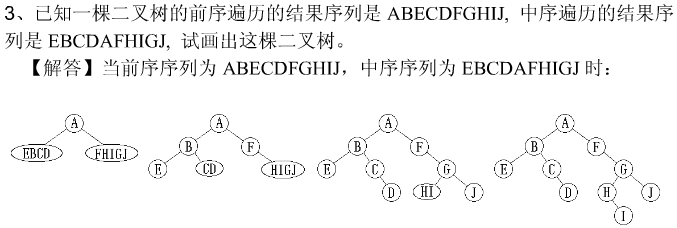 3、已知一棵二叉树的前序遍历的结果序列是 ABECDFGHIJ, 中序遍历的结果序
列是 EBCDAFHIGJ, 试画出这棵二叉树。
【解答】当前序序列为 ABECDFGHIJ，中序序列为 EBCDAFHIGJ 时：
A A A A
EBCD FHIGJ B F B F B F
E CD HIGJ E C G E C G
D HI J D H J
I